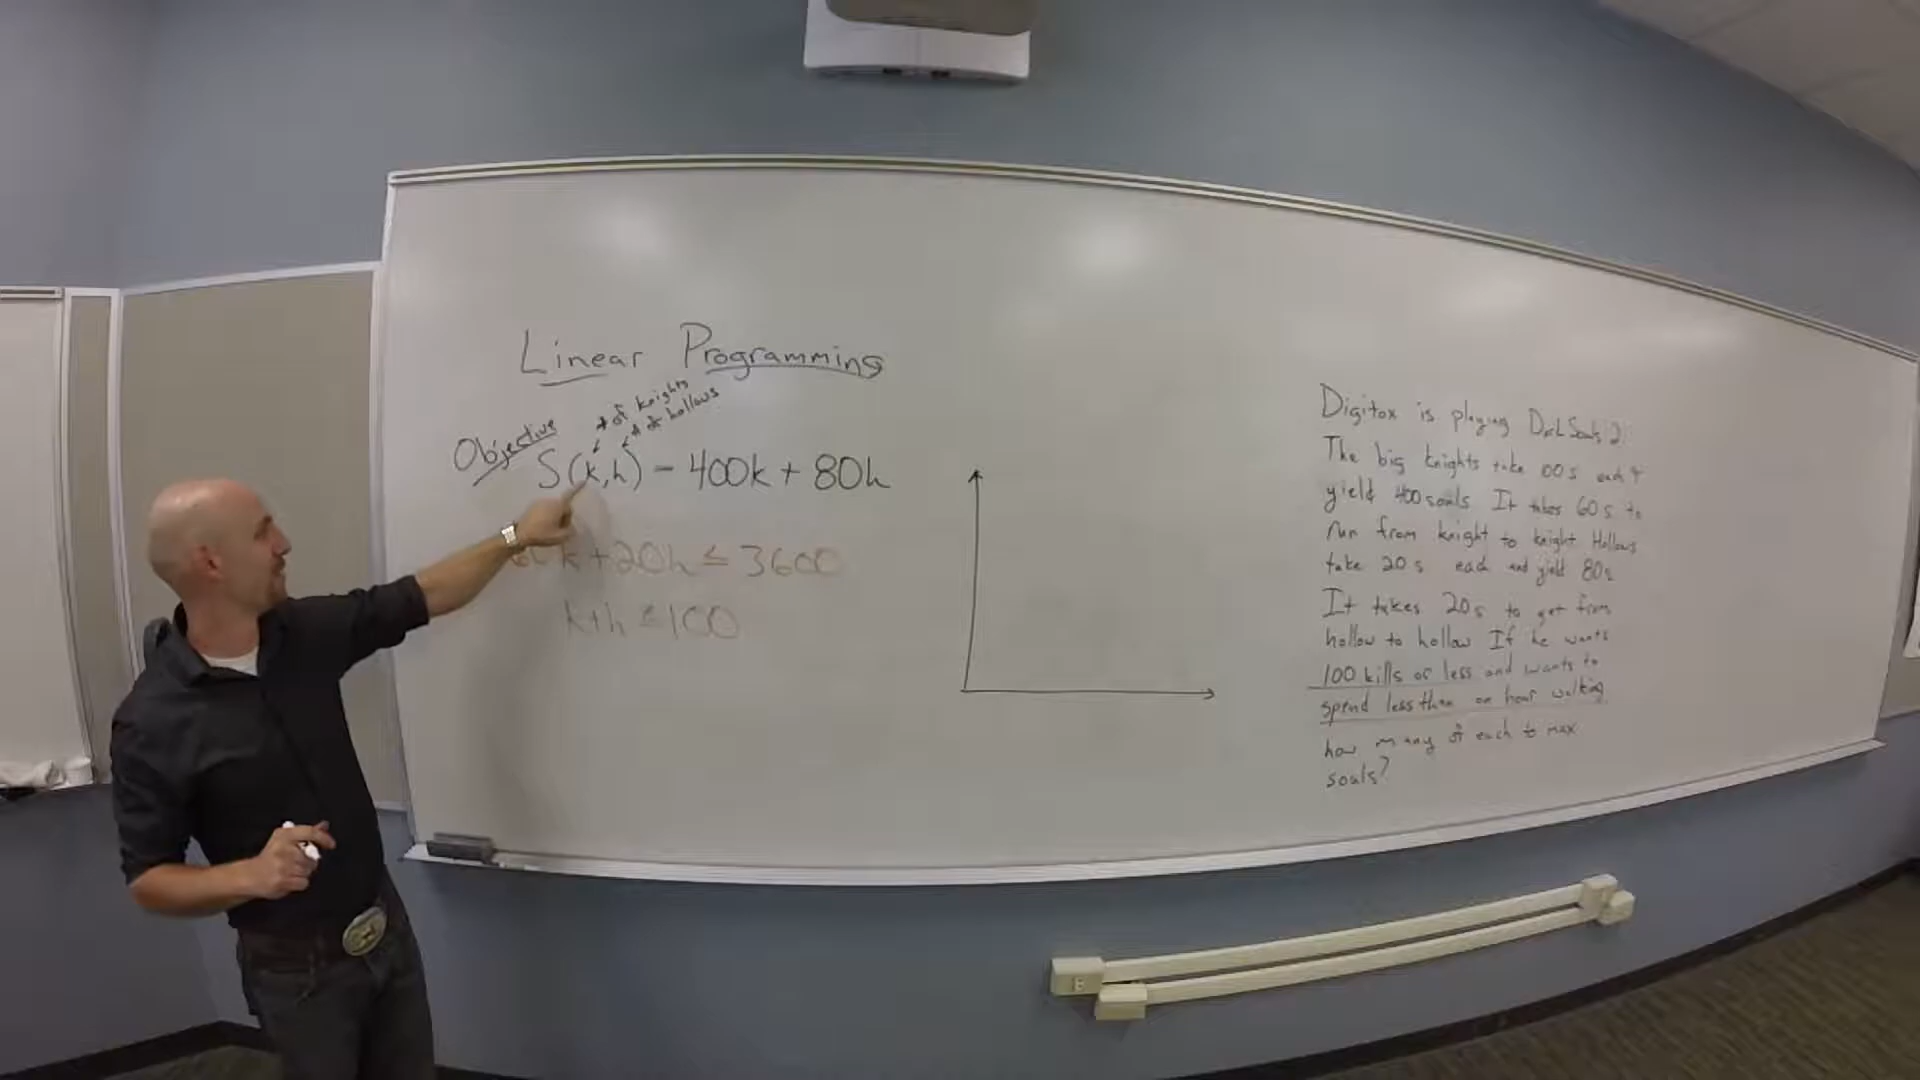 Linear Programming
# of knights
# of hollows
Objective
S(k,h) = 400k + 80h
60k+20h ≤ 3600
k+h ≤ 100
Digitox is playing Dark Souls 2.
The big knights take 100s each &
yield 400 souls. It takes 60s to
run from knight to knight. Hollows
take 20s each and yield 80s.
It takes 20s to get from
hollow to hollow If he wants
100 kills or less and wants to
spend less than an hour walking
how many of each to max
souls?